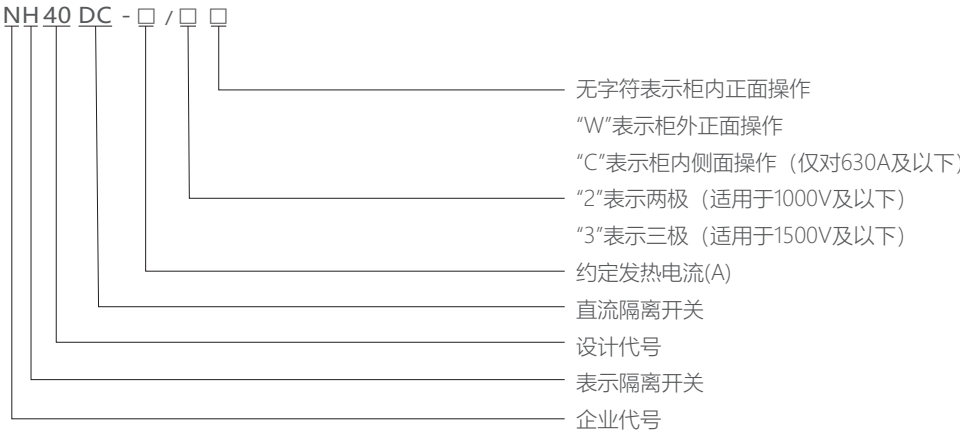 NH40 DC - □ / □ □
无字符表示柜内正面操作
“W”表示柜外正面操作
“C”表示柜内侧面操作（仅对630A及以下）
“2”表示两极（适用于1000V及以下）
“3”表示三极（适用于1500V及以下）
约定发热电流(A)
直流隔离开关
设计代号
表示隔离开关
企业代号